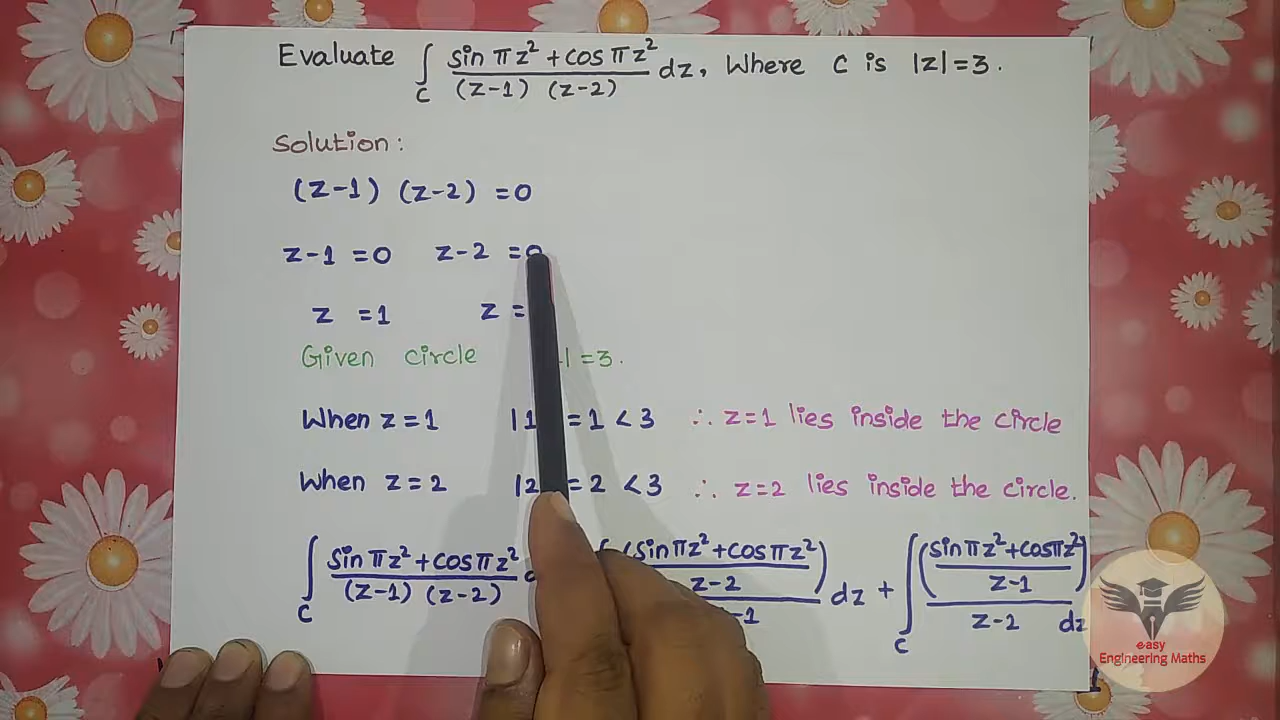 Evaluate ∫_C (sin πz² + cos πz²)/((z-1) (z-2)) dz, Where C is |z| = 3.
Solution:
(z-1) (z-2) = 0
z-1 = 0 z-2 = 0
z = 1 z =
Given circle = 3.
When z = 1 |1 = 1 < 3 ∴ z=1 lies inside the circle
When z = 2 |2 = 2 < 3 ∴ z=2 lies inside the circle.
∫_C (sin πz² + cos πz²)/((z-1) (z-2)) ((sin πz² + cos πz²)/(z-2))/(-1) dz + ∫_C ((sin πz² + cos πz²)/(z-1))/(z-2) dz
easy
Engineering Maths